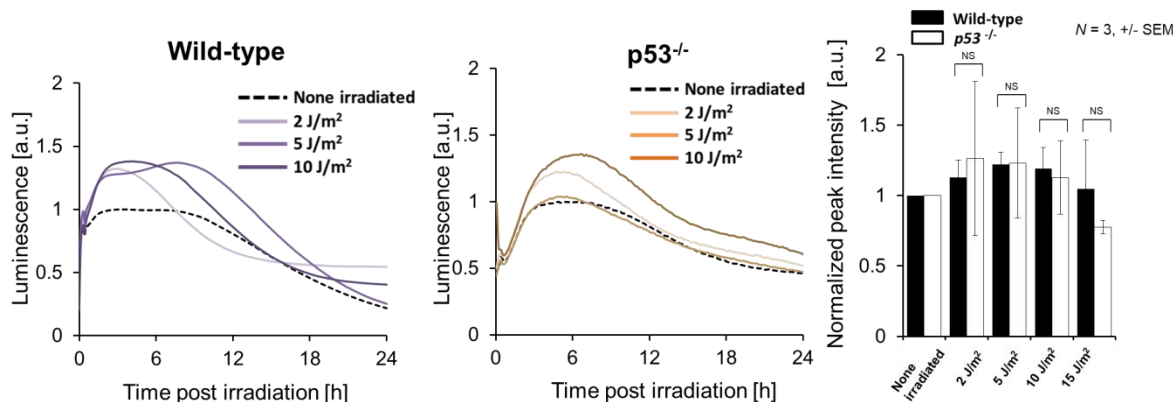 Wild-type
Luminescence [a.u.]
2
1.5
1
0.5
0
None irradiated
2 J/m²
5 J/m²
10 J/m²
0 6 12 18 24
Time post irradiation [h]
p53⁻/⁻
Luminescence [a.u.]
2
1.5
1
0.5
0
None irradiated
2 J/m²
5 J/m²
10 J/m²
0 6 12 18 24
Time post irradiation [h]
Wild-type
p53 ⁻/⁻
N = 3, +/- SEM
Normalized peak intensity [a.u.]
2
1.5
1
0.5
0
NS
NS
NS
NS
None
irradiated
2 J/m²
5 J/m²
10 J/m²
15 J/m²